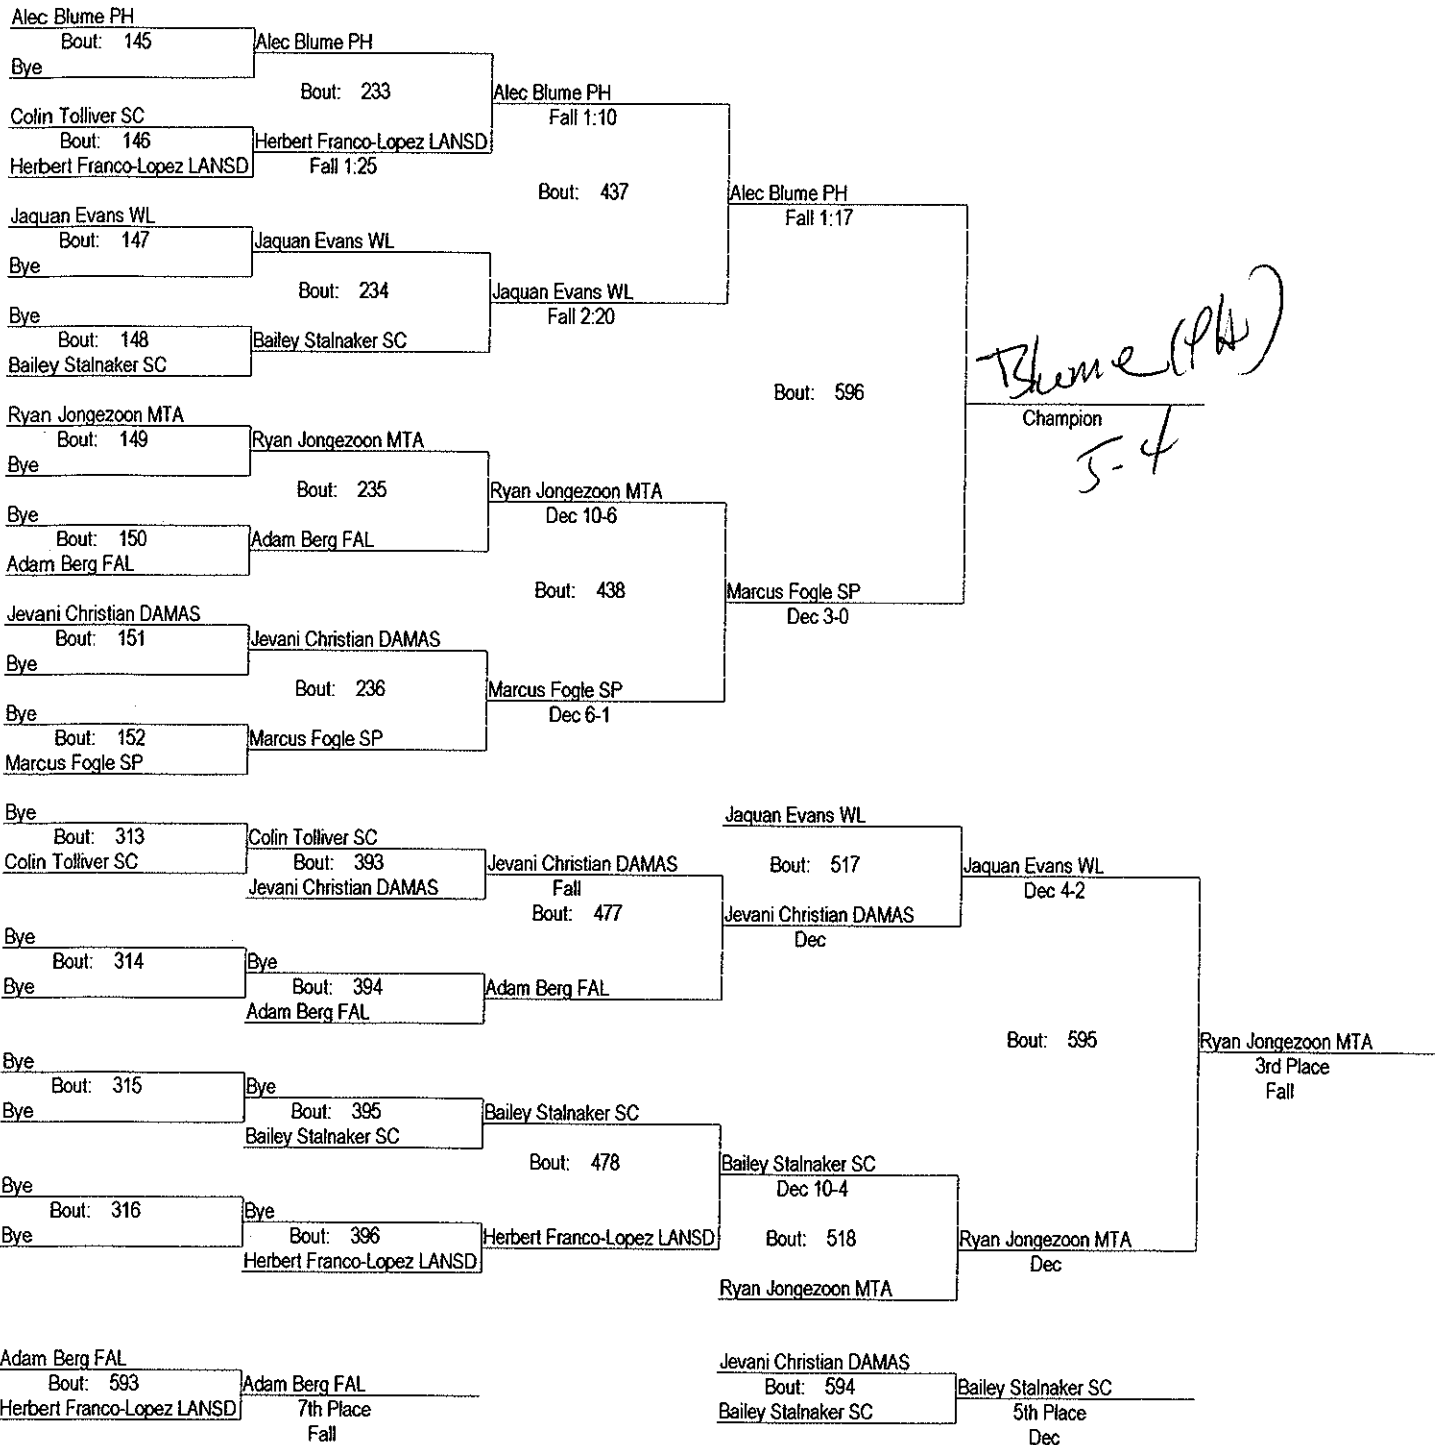 Alec Blume PH
Bout: 145
Bye
Alec Blume PH
Bout: 233
Colin Tolliver SC
Bout: 146
Herbert Franco-Lopez LANSD
Herbert Franco-Lopez LANSD
Fall 1:25
Alec Blume PH
Fall 1:10
Bout: 437
Jaquan Evans WL
Bout: 147
Bye
Jaquan Evans WL
Bout: 234
Bye
Bout: 148
Bailey Stalnaker SC
Bailey Stalnaker SC
Jaquan Evans WL
Fall 2:20
Alec Blume PH
Fall 1:17
Bout: 596
Ryan Jongezoon MTA
Bout: 149
Bye
Ryan Jongezoon MTA
Bout: 235
Bye
Bout: 150
Adam Berg FAL
Adam Berg FAL
Ryan Jongezoon MTA
Dec 10-6
Bout: 438
Jevani Christian DAMAS
Bout: 151
Bye
Jevani Christian DAMAS
Bout: 236
Bye
Bout: 152
Marcus Fogle SP
Marcus Fogle SP
Marcus Fogle SP
Dec 6-1
Marcus Fogle SP
Dec 3-0
Blume (PH)
Champion
5-4
Bye
Bout: 313
Colin Tolliver SC
Colin Tolliver SC
Bout: 393
Jevani Christian DAMAS
Jevani Christian DAMAS
Fall
Bout: 477
Bye
Bout: 314
Bye
Bye
Bout: 394
Adam Berg FAL
Adam Berg FAL
Jaquan Evans WL
Bout: 517
Jevani Christian DAMAS
Dec
Jaquan Evans WL
Dec 4-2
Bout: 595
Bye
Bout: 315
Bye
Bye
Bout: 395
Bailey Stalnaker SC
Bailey Stalnaker SC
Bout: 478
Bye
Bout: 316
Bye
Bye
Bout: 396
Herbert Franco-Lopez LANSD
Herbert Franco-Lopez LANSD
Bailey Stalnaker SC
Dec 10-4
Bout: 518
Ryan Jongezoon MTA
Ryan Jongezoon MTA
Dec
Ryan Jongezoon MTA
3rd Place
Fall
Adam Berg FAL
Bout: 593
Herbert Franco-Lopez LANSD
Adam Berg FAL
7th Place
Fall
Jevani Christian DAMAS
Bout: 594
Bailey Stalnaker SC
Bailey Stalnaker SC
5th Place
Dec